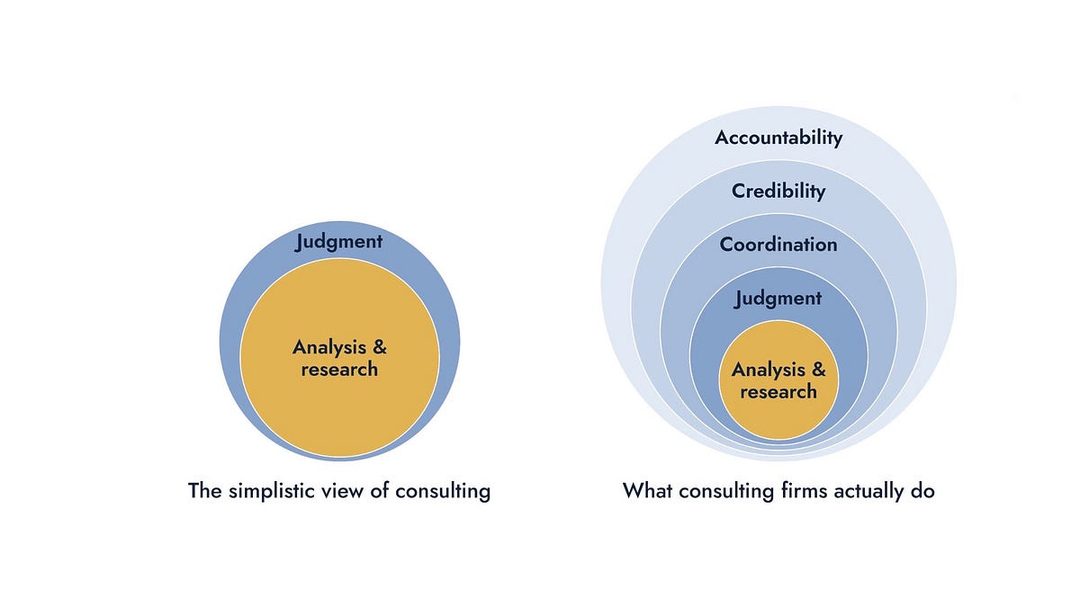 Judgment
Analysis &
research
The simplistic view of consulting
Accountability
Credibility
Coordination
Judgment
Analysis &
research
What consulting firms actually do